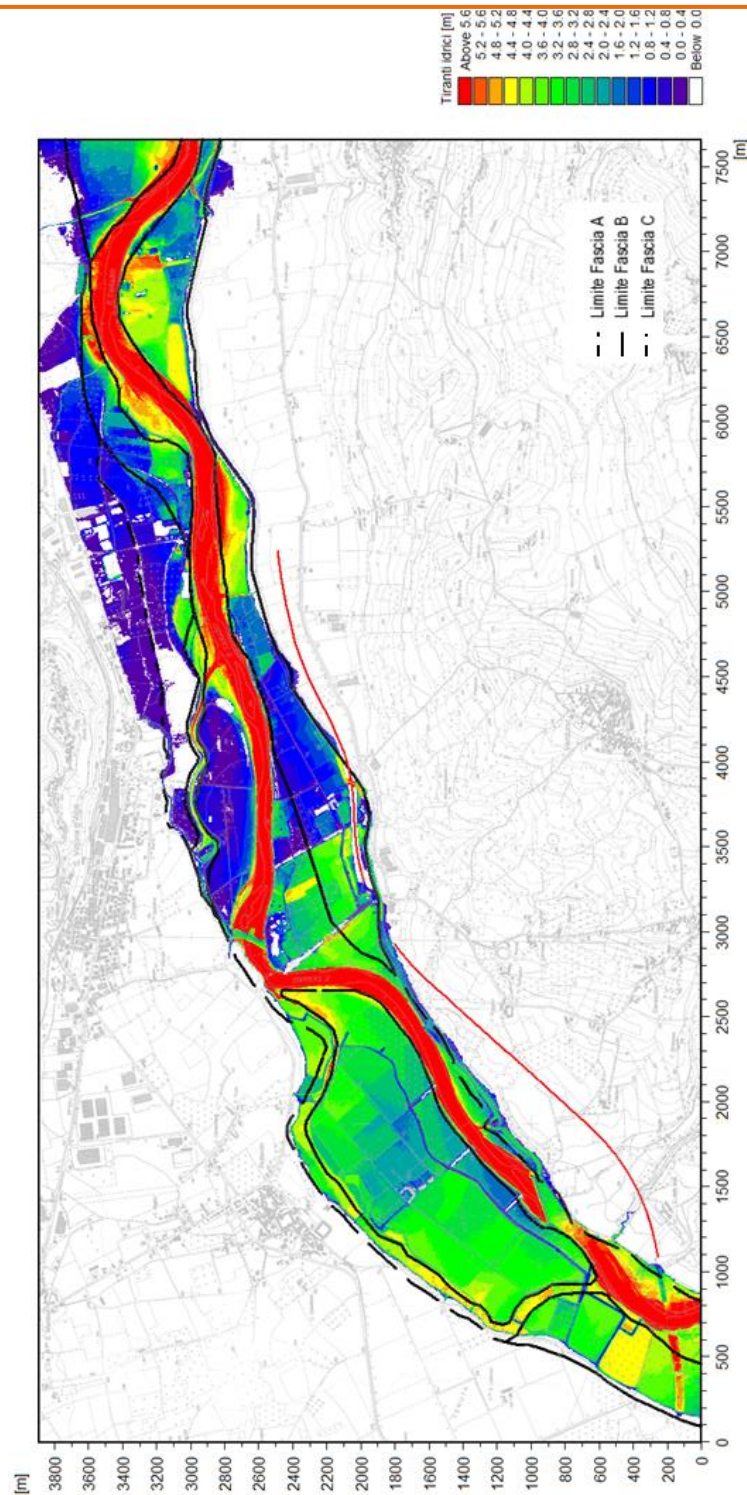 Tiranti idrici [m]
Above 5.6
5.2 - 5.6
4.8 - 5.2
4.4 - 4.8
4.0 - 4.4
3.6 - 4.0
3.2 - 3.6
2.8 - 3.2
2.4 - 2.8
2.0 - 2.4
1.6 - 2.0
1.2 - 1.6
0.8 - 1.2
0.4 - 0.8
0.0 - 0.4
Below 0.0
[m]
3800
3600
3400
3200
3000
2800
2600
2400
2200
2000
1800
1600
1400
1200
1000
800
600
400
200
0
Limite Fascia A
Limite Fascia B
Limite Fascia C
0
500
1000
1500
2000
2500
3000
3500
4000
4500
5000
5500
6000
6500
7000
7500
[m]